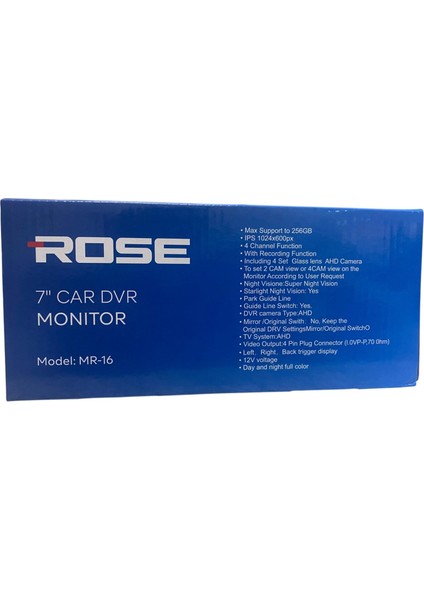 ROSE
7" CAR DVR
MONITOR
Model: MR-16
• Max Support to 256GB
• IPS 1024x600px
• 4 Channel Function
• With Recording Function
• Including 4 Set Glass lens AHD Camera
• To set 2 CAM view or 4CAM view on the
Monitor According to User Request
• Night Visione:Super Night Vision
• Starlight Night Vision: Yes
• Park Guide Line
• Guide Line Switch: Yes.
• DVR camera Type:AHD
• Mirror /Original Swith: No, Keep the
Original DRV SettingsMirror/Original SwitchO
• TV System:AHD
• Video Output:4 Pin Plug Connector (I.0VP-P,70 0hm)
• Left, Right, Back trigger display
• 12V voltage
• Day and night full color